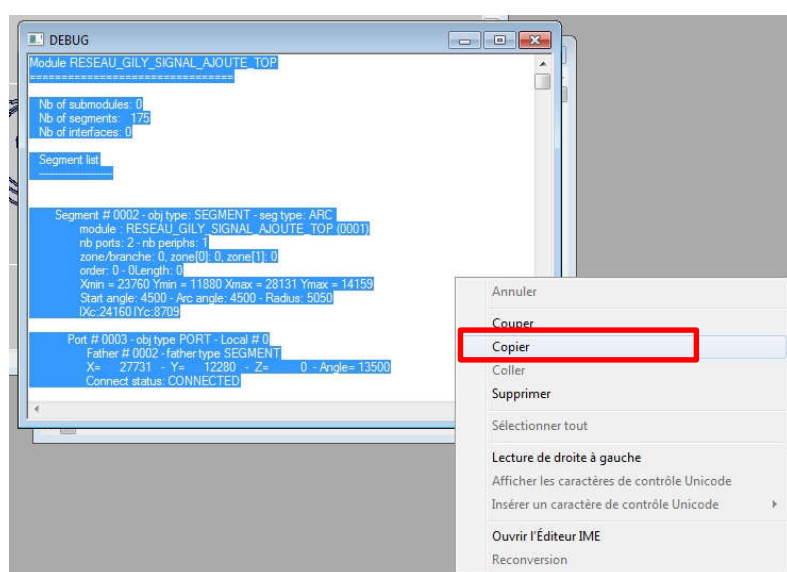 DEBUG
Module RESEAU_GILY_SIGNAL_AJOUTE_TOP
================================
Nb of submodules: 0
Nb of segments: 175
Nb of interfaces: 0
Segment list
--------------------
Segment # 0002 - obj type: SEGMENT - seg type: ARC
module : RESEAU_GILY_SIGNAL_AJOUTE_TOP (0001)
nb ports: 2 - nb periphs: 1
zone/branche: 0, zone[0]: 0, zone[1]: 0
order: 0 - 0Length: 0
Xmin = 23760 Ymin = 11880 Xmax = 28131 Ymax = 14159
Start angle: 4500 - Arc angle: 4500 - Radius: 5050
IXc:24160 IYc:8709
Port # 0003 - obj type PORT - Local # 0
Father # 0002 - father type SEGMENT
X= 27731 - Y= 12280 - Z= 0 - Angle= 13500
Connect status: CONNECTED
Annuler
Couper
Copier
Coller
Supprimer
Sélectionner tout
Lecture de droite à gauche
Afficher les caractères de contrôle Unicode
Insérer un caractère de contrôle Unicode
Ouvrir l'Éditeur IME
Reconversion